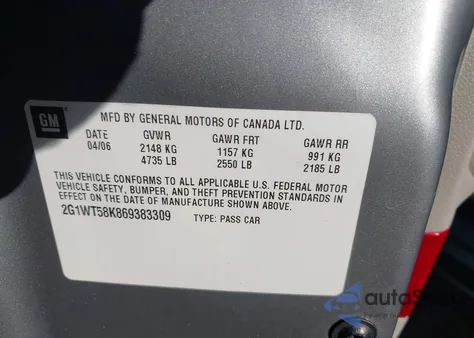 GM
MFD BY GENERAL MOTORS OF CANADA LTD.
DATE GVWR GAWR FRT GAWR RR
04/06 2148 KG 1157 KG 991 KG
4735 LB 2550 LB 2185 LB
THIS VEHICLE CONFORMS TO ALL APPLICABLE U.S. FEDERAL MOTOR
VEHICLE SAFETY, BUMPER, AND THEFT PREVENTION STANDARDS IN
EFFECT ON THE DATE OF MANUFACTURE SHOWN ABOVE.
2G1WT58K869383309 TYPE: PASS CAR